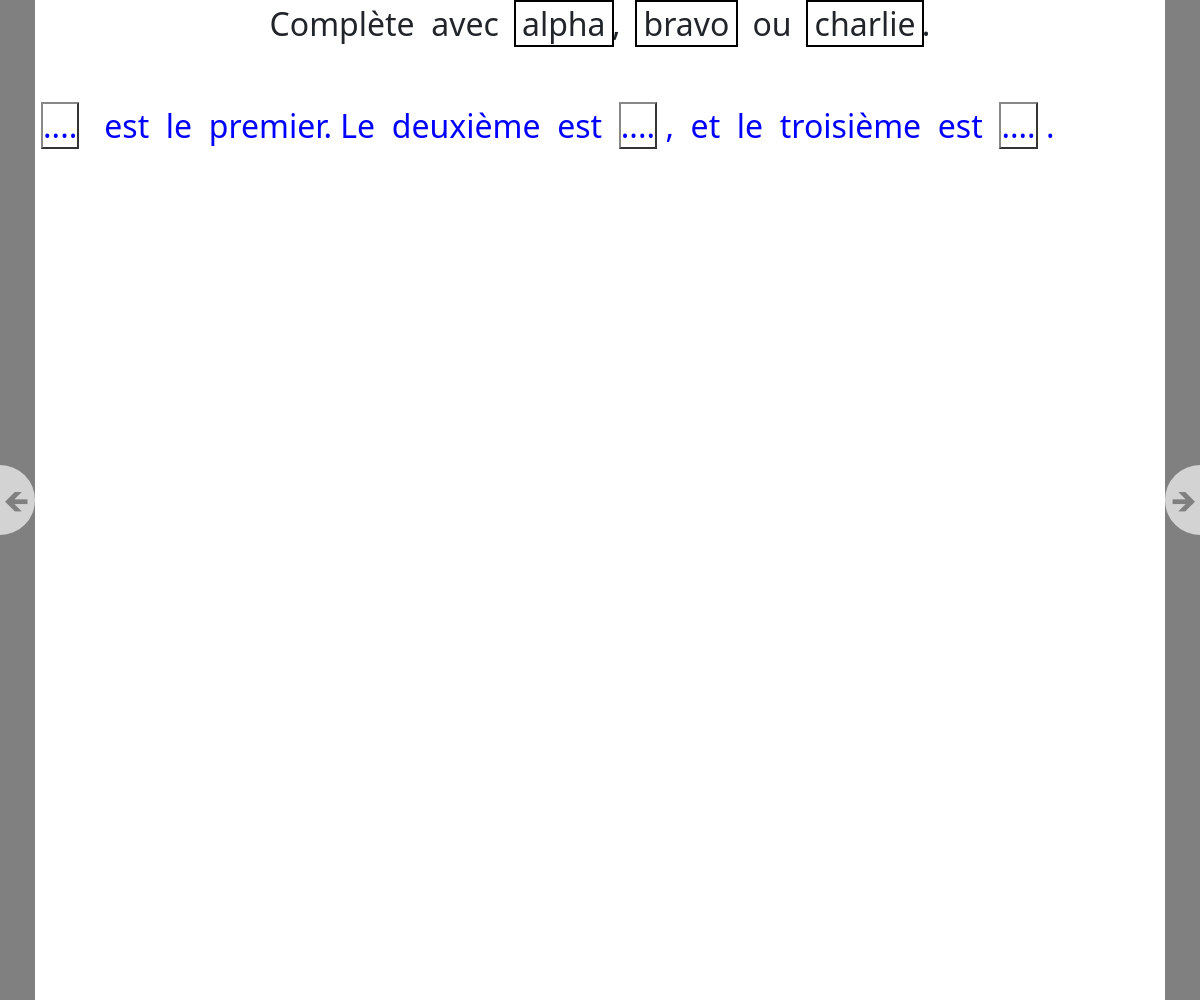 Complète avec alpha, bravo ou charlie.
.... est le premier. Le deuxième est ...., et le troisième est .... .